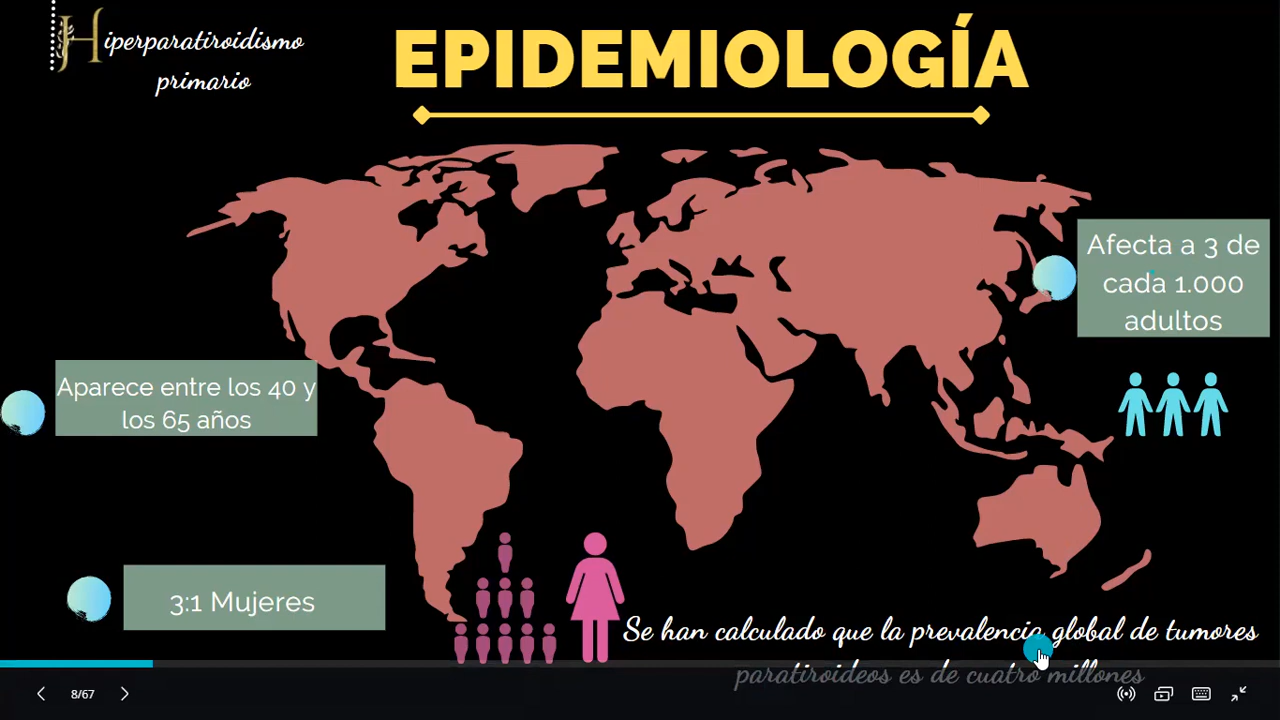 Hiperparatiroidismo
primario
EPIDEMIOLOGÍA
Afecta a 3 de
cada 1.000
adultos
Aparece entre los 40 y
los 65 años
3:1 Mujeres
Se han calculado que la prevalencia global de tumores
paratiroideos es de cuatro millones
8/67